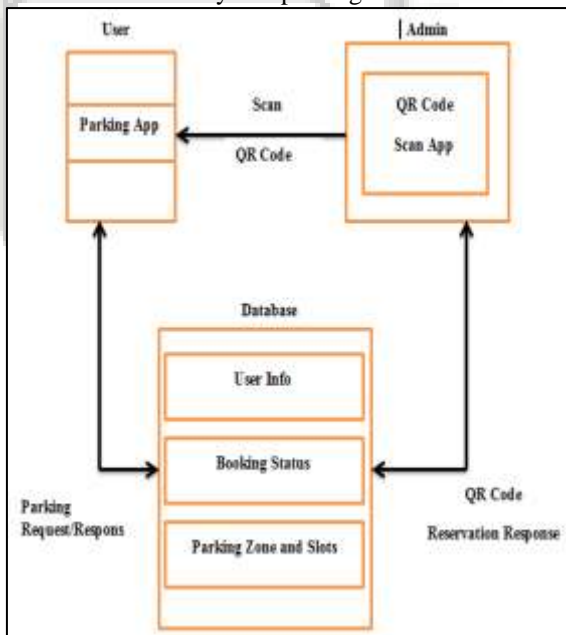 User
Admin
Parking App
Scan
QR Code
QR Code
Scan App
Database
User Info
Booking Status
Parking Zone and Slots
Parking
Request/Respons
QR Code
Reservation Response